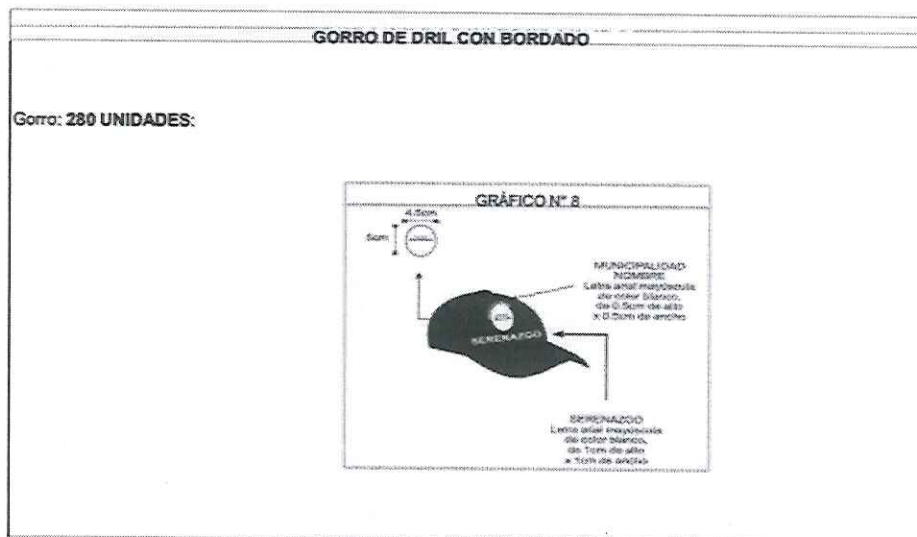 GORRO DE DRIL CON BORDADO
Gorro: 280 UNIDADES:
GRÁFICO N° 8
4.5cm
5cm
MUNICIPALIDAD
NOMBRE
Letra arial mayúscula
de color blanco,
de 0.5cm de alto
x 0.5cm de ancho
SERENAZGO
SERENAZGO
Letra arial mayúscula
de color blanco,
de 1cm de alto
x 1cm de ancho